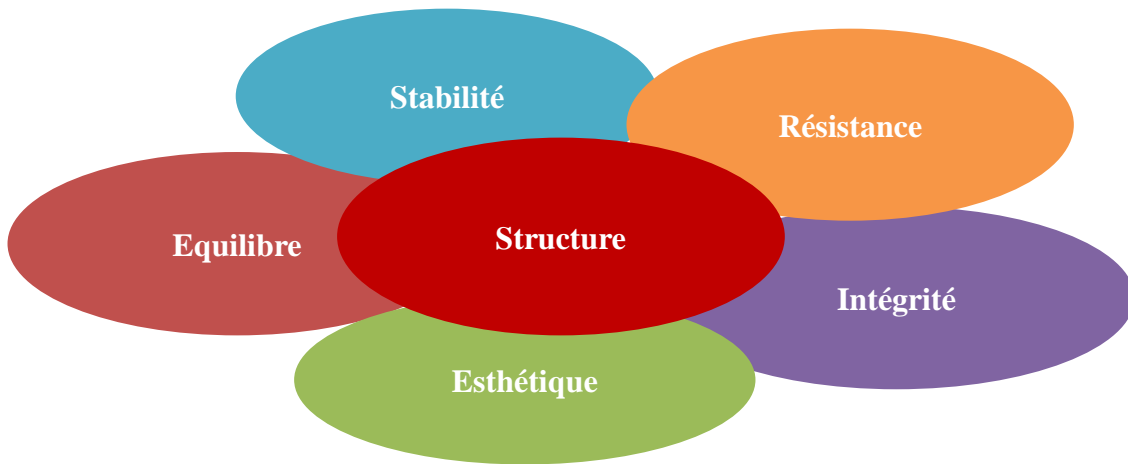 Stabilité
Résistance
Equilibre
Structure
Intégrité
Esthétique